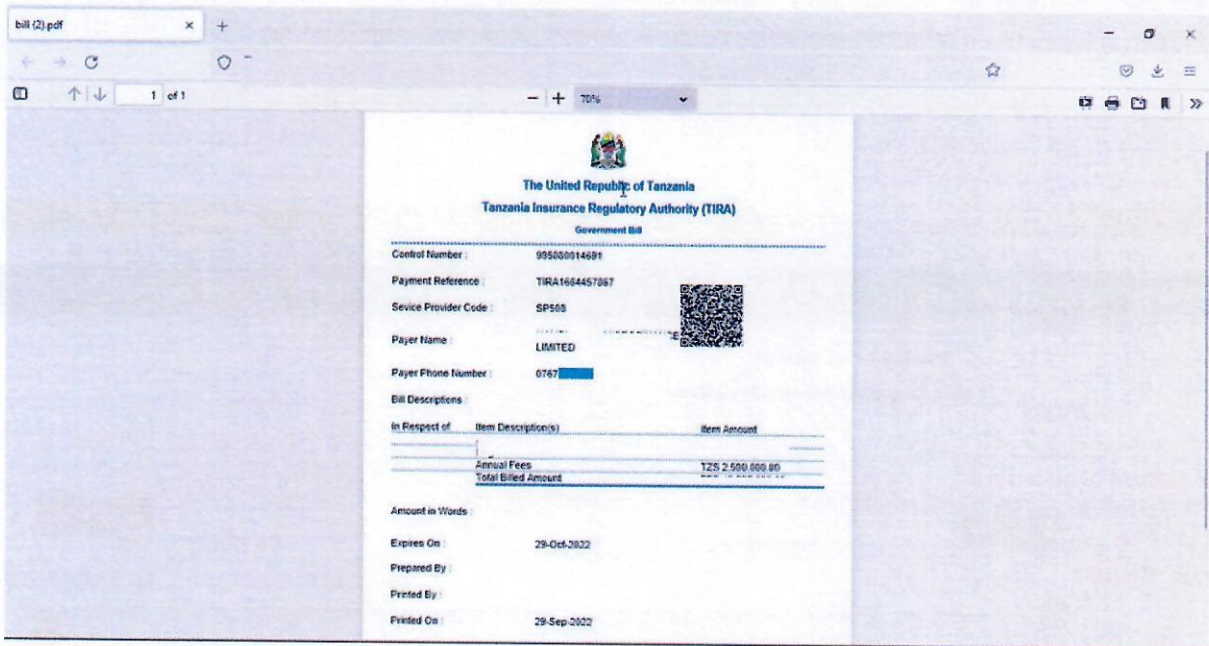 bill (2).pdf
1 of 1
70%
The United Republic of Tanzania
Tanzania Insurance Regulatory Authority (TIRA)
Government Bill
Control Number :
Payment Reference : TIRA1664457867
Sevice Provider Code : SP508
Payer Name :
LIMITED
Payer Phone Number : 0767
Bill Descriptions :
In Respect of Item Description(s) Item Amount
Annual Fees TZS 2,500,000.00
Total Billed Amount
Amount in Words :
Expires On : 29-Oct-2022
Prepared By :
Printed By :
Printed On : 29-Sep-2022